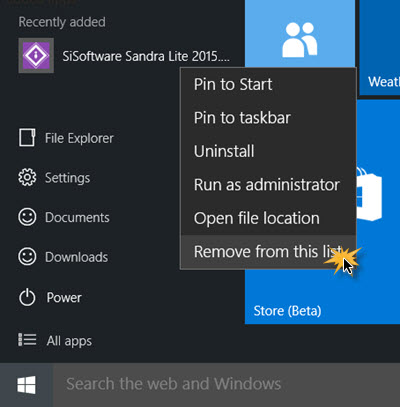 Recently added
SiSoftware Sandra Lite 2015....
Pin to Start
Pin to taskbar
Uninstall
Run as administrator
Open file location
Remove from this list
File Explorer
Settings
Documents
Downloads
Power
All apps
Weath
Store (Beta)
Search the web and Windows